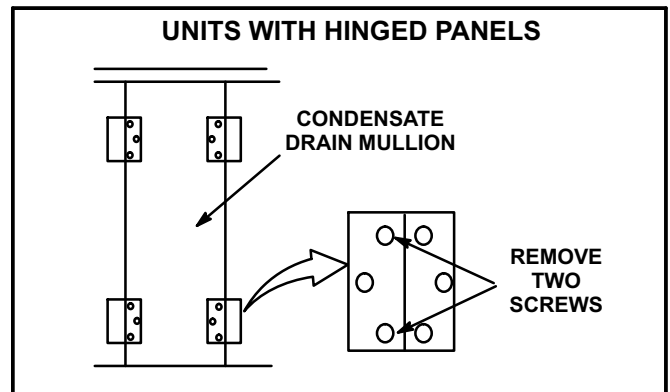 UNITS WITH HINGED PANELS
CONDENSATE
DRAIN MULLION
REMOVE
TWO
SCREWS